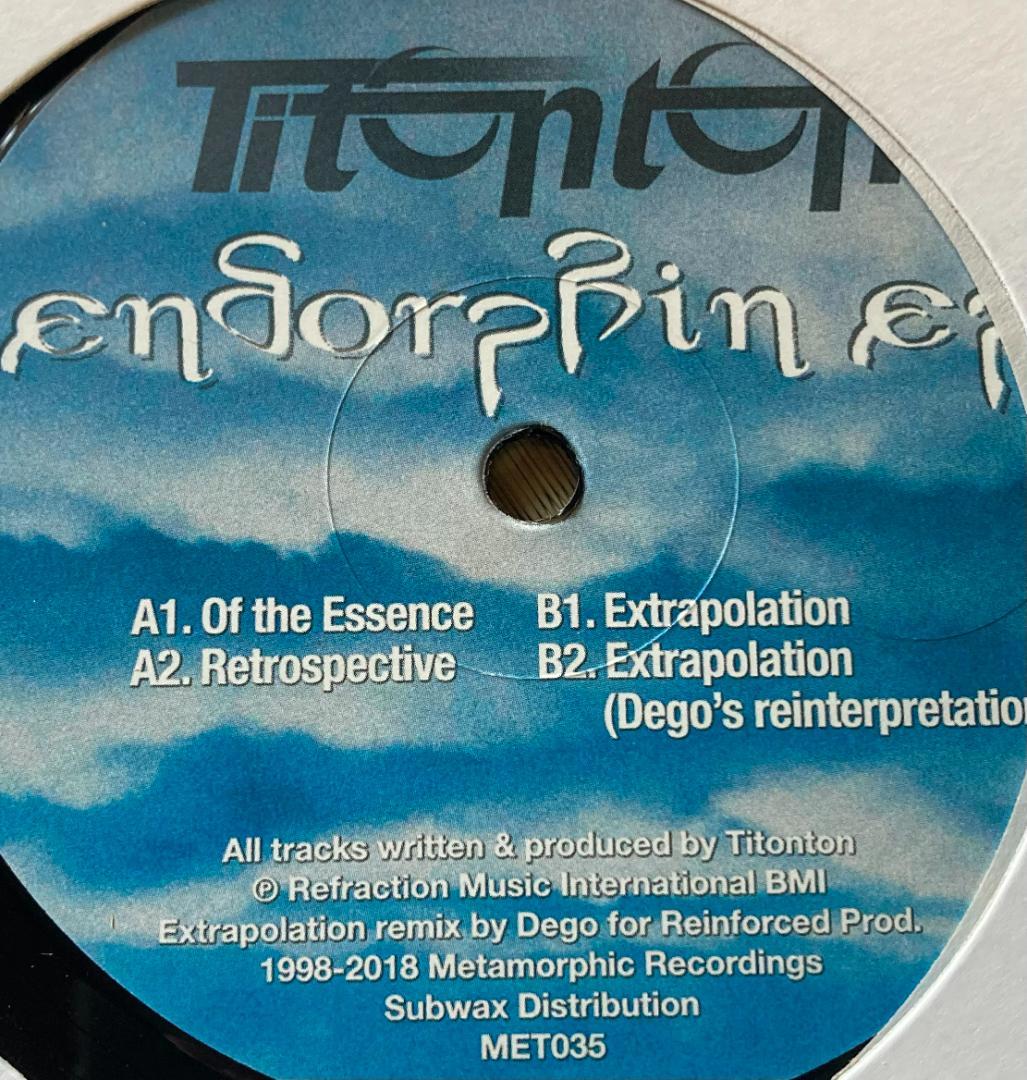 Titonton
endorphin ep
A1. Of the Essence
A2. Retrospective
B1. Extrapolation
B2. Extrapolation
(Dego's reinterpretation
All tracks written & produced by Titonton
℗ Refraction Music International BMI
Extrapolation remix by Dego for Reinforced Prod.
1998-2018 Metamorphic Recordings
Subwax Distribution
MET035